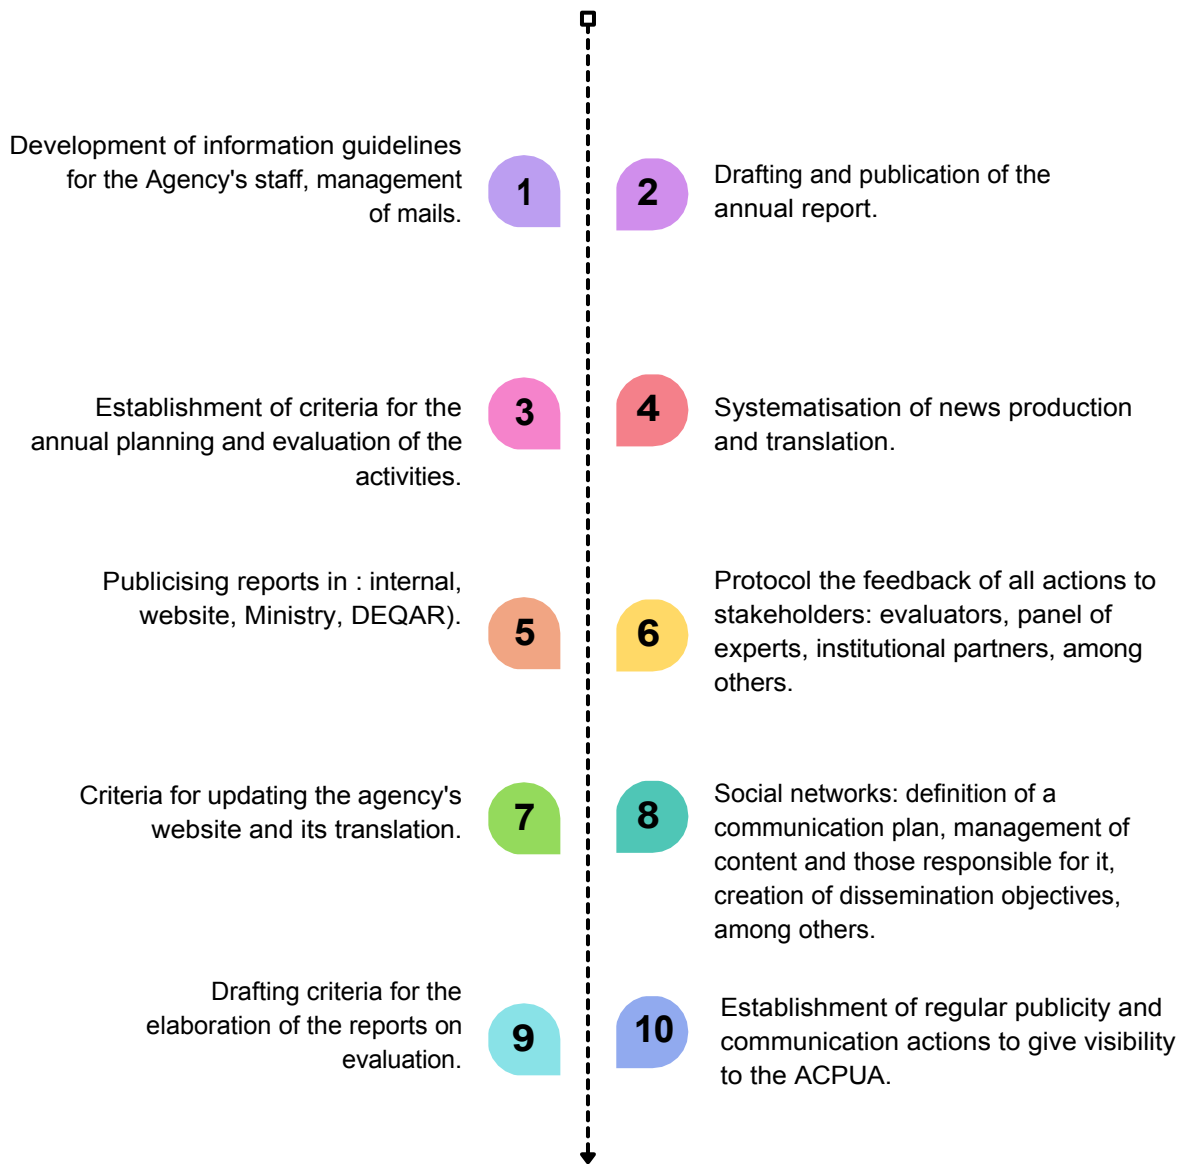 Development of information guidelines
for the Agency's staff, management
of mails.
1
2
Drafting and publication of the
annual report.
Establishment of criteria for the
annual planning and evaluation of the
activities.
3
4
Systematisation of news production
and translation.
Publicising reports in : internal,
website, Ministry, DEQAR).
5
6
Protocol the feedback of all actions to
stakeholders: evaluators, panel of
experts, institutional partners, among
others.
Criteria for updating the agency's
website and its translation.
7
8
Social networks: definition of a
communication plan, management of
content and those responsible for it,
creation of dissemination objectives,
among others.
Drafting criteria for the
elaboration of the reports on
evaluation.
9
10
Establishment of regular publicity and
communication actions to give visibility
to the ACPUA.